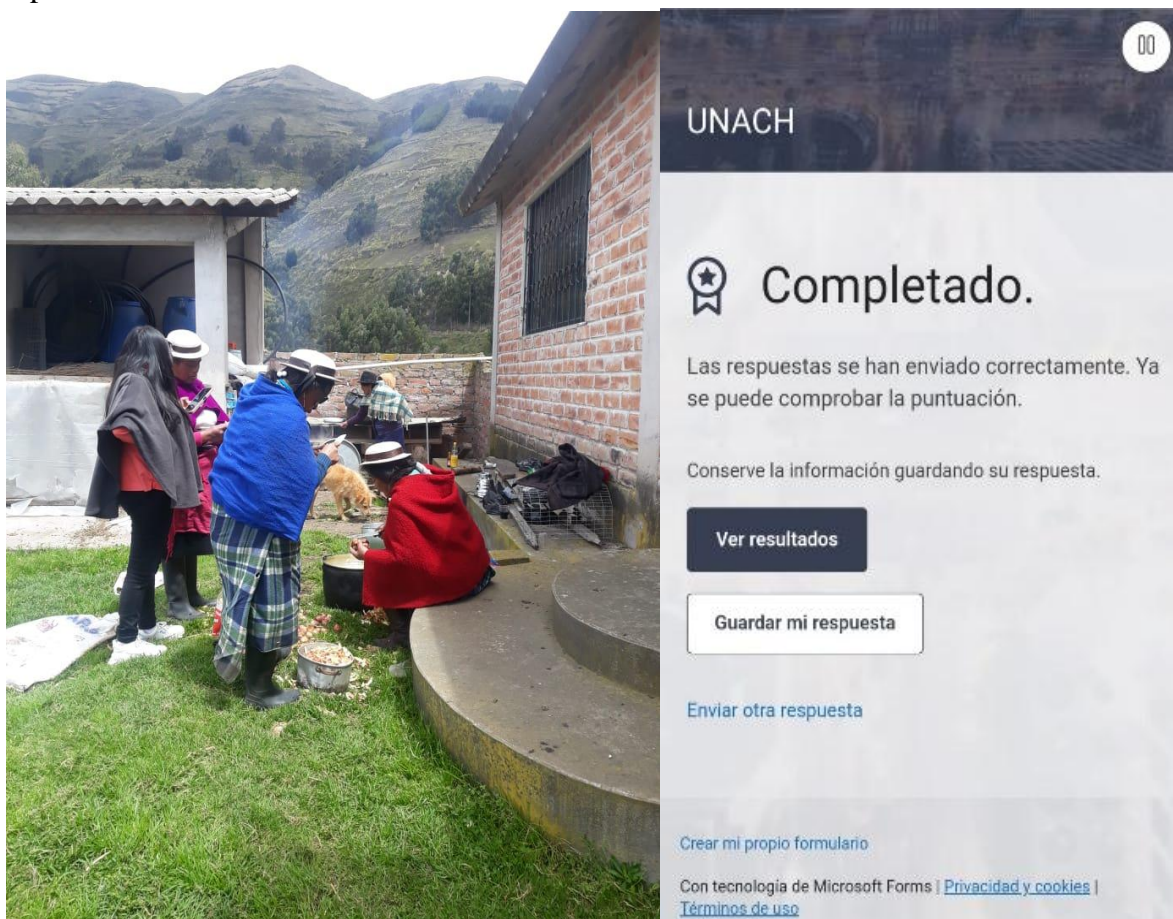 UNACH
Completado.
Las respuestas se han enviado correctamente. Ya
se puede comprobar la puntuación.
Conserve la información guardando su respuesta.
Ver resultados
Guardar mi respuesta
Enviar otra respuesta
Crear mi propio formulario
Con tecnología de Microsoft Forms | Privacidad y cookies |
Términos de uso